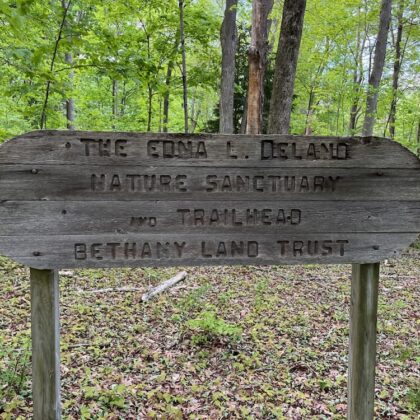 THE EDNA L. DELAND
NATURE SANCTUARY
AND TRAILHEAD
BETHANY LAND TRUST